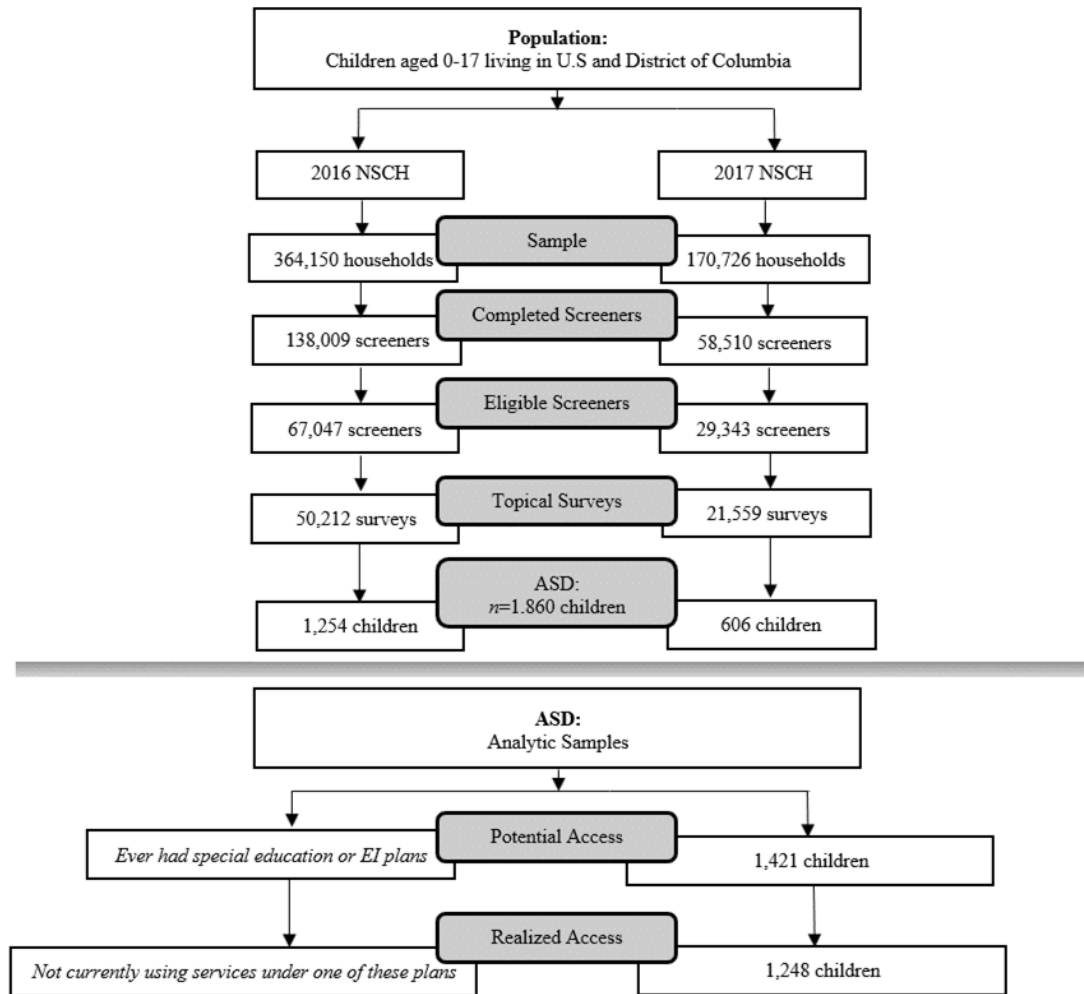 Population:
Children aged 0-17 living in U.S and District of Columbia
2016 NSCH
2017 NSCH
Sample
364,150 households
170,726 households
Completed Screeners
138,009 screeners
58,510 screeners
Eligible Screeners
67,047 screeners
29,343 screeners
Topical Surveys
50,212 surveys
21,559 surveys
ASD:
n=1.860 children
1,254 children
606 children
ASD:
Analytic Samples
Potential Access
Ever had special education or EI plans
1,421 children
Realized Access
Not currently using services under one of these plans
1,248 children